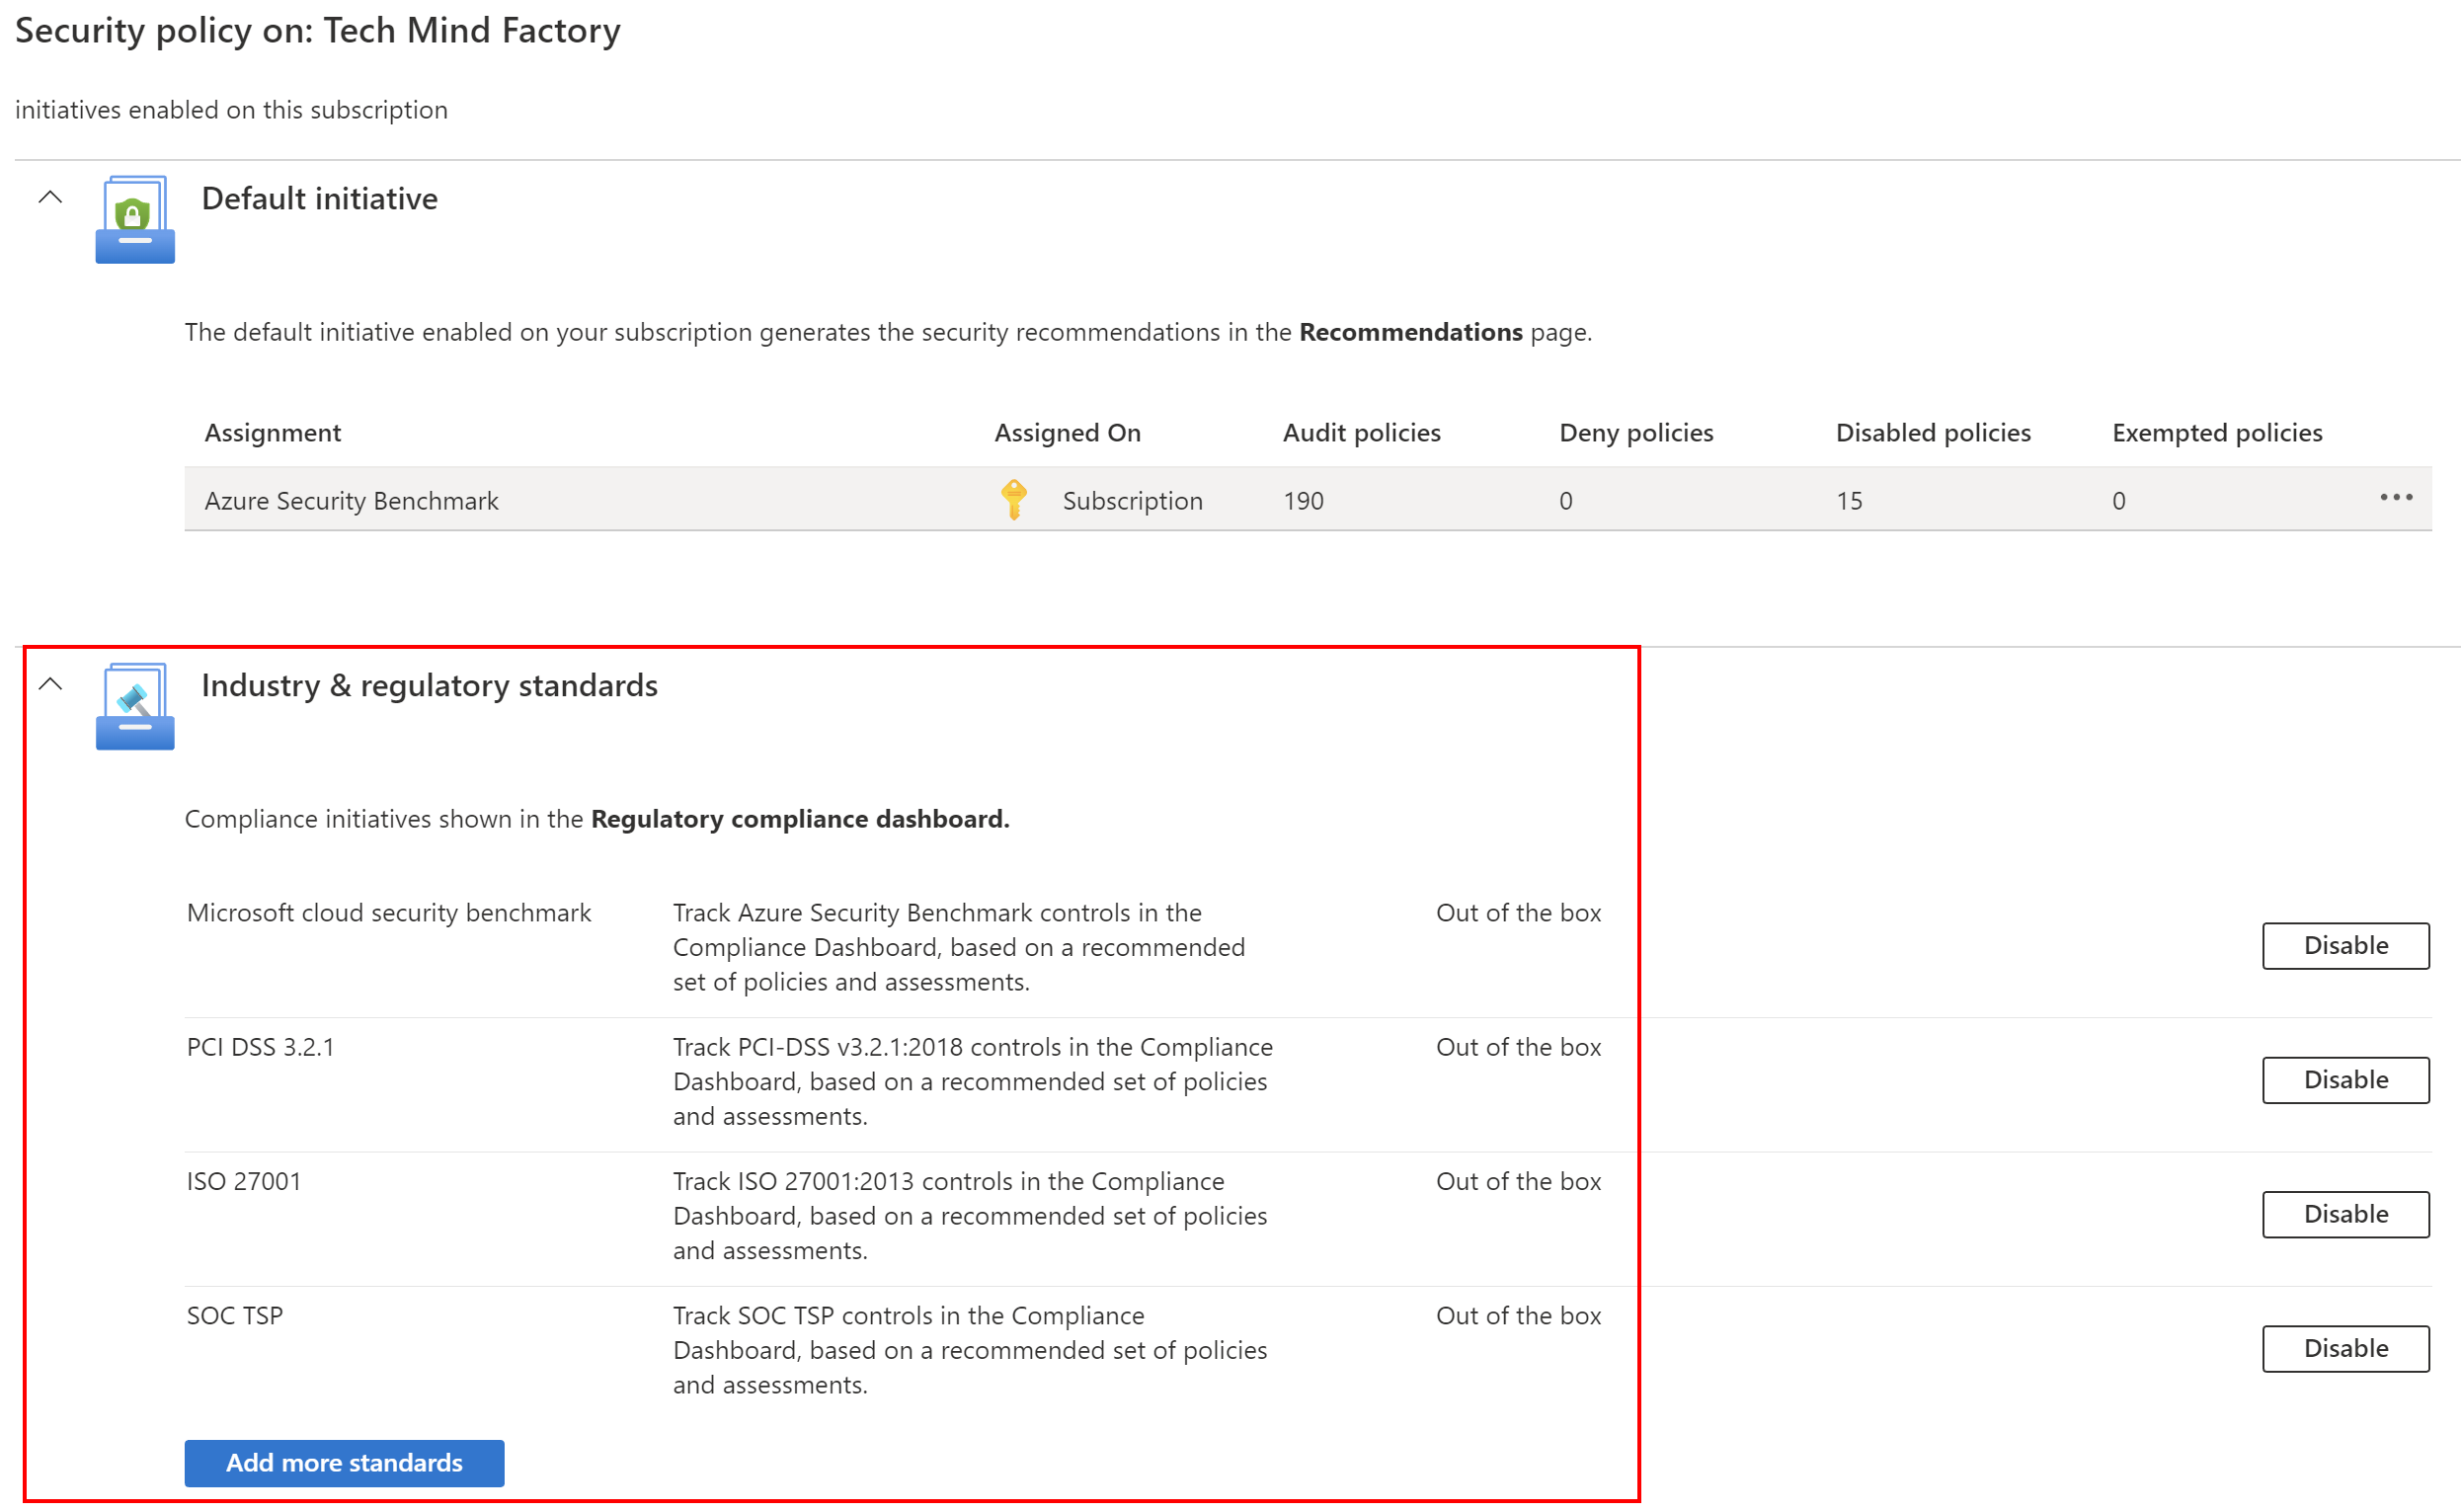 Security policy on: Tech Mind Factory
initiatives enabled on this subscription
Default initiative
The default initiative enabled on your subscription generates the security recommendations in the Recommendations page.
Assignment Assigned On Audit policies Deny policies Disabled policies Exempted policies
Azure Security Benchmark Subscription 190 0 15 0
Industry & regulatory standards
Compliance initiatives shown in the Regulatory compliance dashboard.
Microsoft cloud security benchmark Track Azure Security Benchmark controls in the Out of the box
Compliance Dashboard, based on a recommended Disable
set of policies and assessments.
PCI DSS 3.2.1 Track PCI-DSS v3.2.1:2018 controls in the Compliance Out of the box
Dashboard, based on a recommended set of policies Disable
and assessments.
ISO 27001 Track ISO 27001:2013 controls in the Compliance Out of the box
Dashboard, based on a recommended set of policies Disable
and assessments.
SOC TSP Track SOC TSP controls in the Compliance Out of the box
Dashboard, based on a recommended set of policies Disable
and assessments.
Add more standards